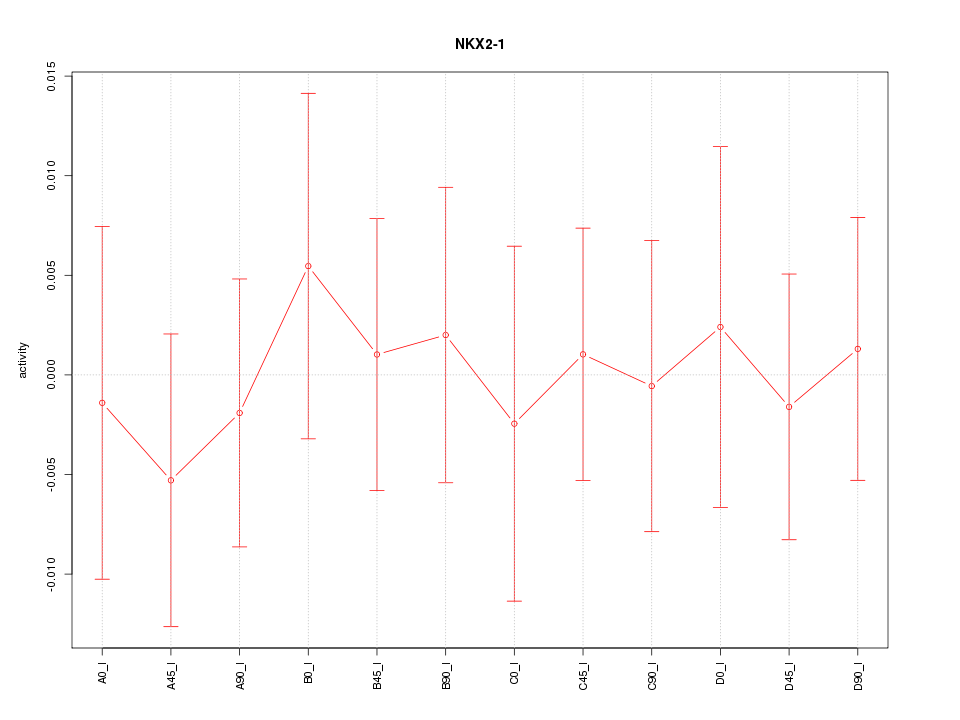 NKX2-1
activity
0.015
0.010
0.005
0.000
-0.005
-0.010
A0_I
A45_I
A90_I
B0_I
B45_I
B90_I
C0_I
C45_I
C90_I
D0_I
D45_I
D90_I